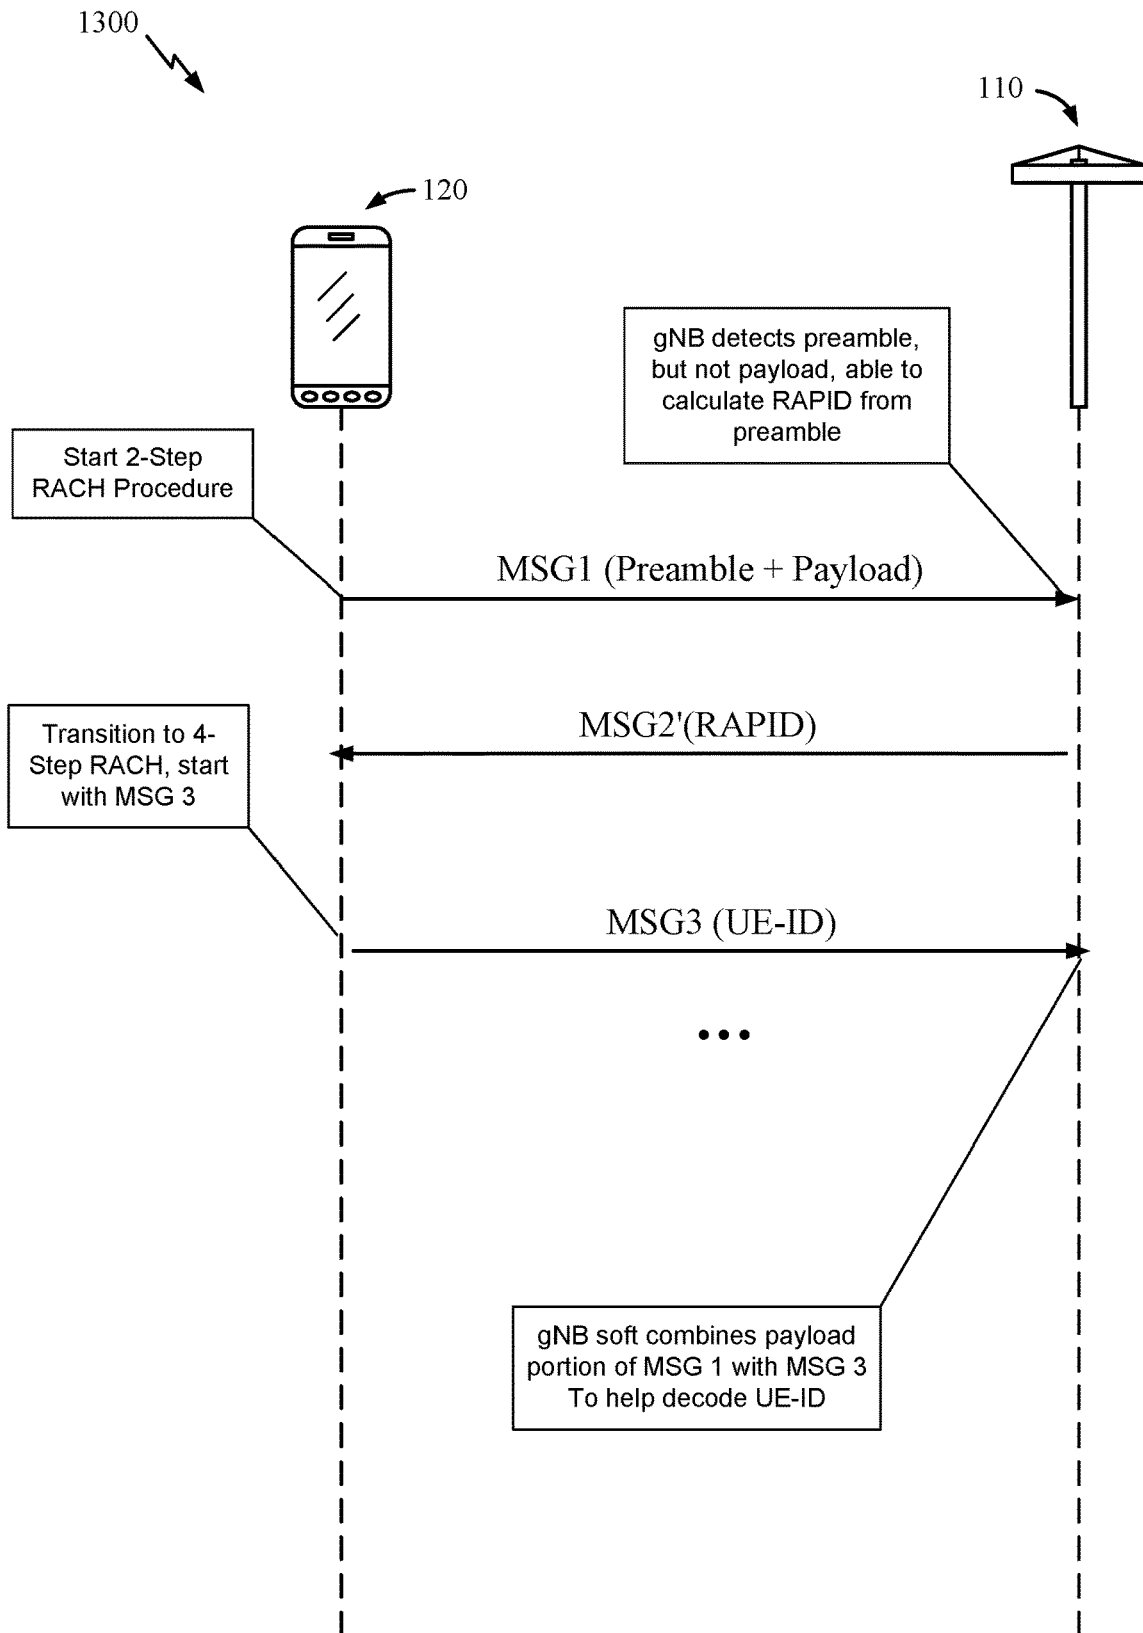 1300
110
120
gNB detects preamble,
but not payload, able to
calculate RAPID from
preamble
Start 2-Step
RACH Procedure
MSG1 (Preamble + Payload)
MSG2'(RAPID)
Transition to 4-
Step RACH, start
with MSG 3
MSG3 (UE-ID)
...
gNB soft combines payload
portion of MSG 1 with MSG 3
To help decode UE-ID